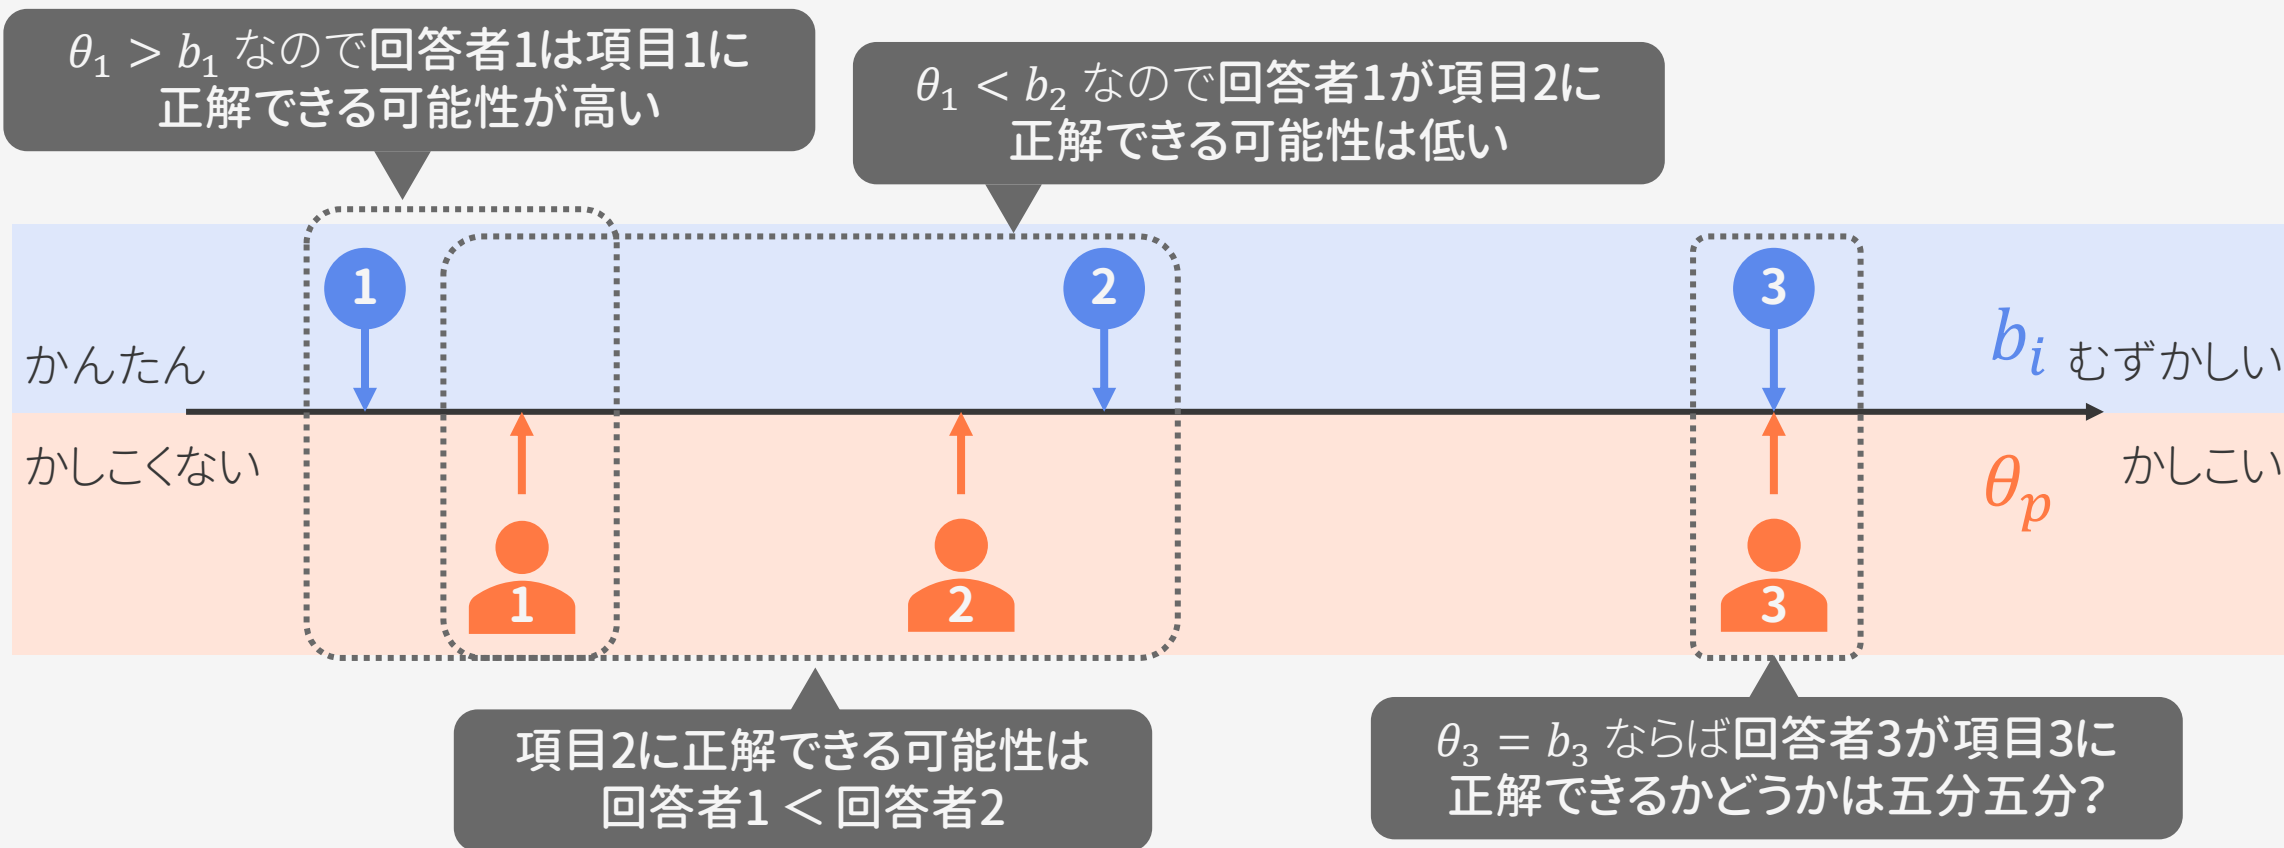 θ₁ > b₁ なので回答者1は項目1に
正解できる可能性が高い
θ₁ < b₂ なので回答者1が項目2に
正解できる可能性は低い
1
2
3
かんたん
bᵢ むずかしい
かしこくない
θₚ かしこい
1
2
3
項目2に正解できる可能性は
回答者1 < 回答者2
θ₃ = b₃ ならば回答者3が項目3に
正解できるかどうかは五分五分？